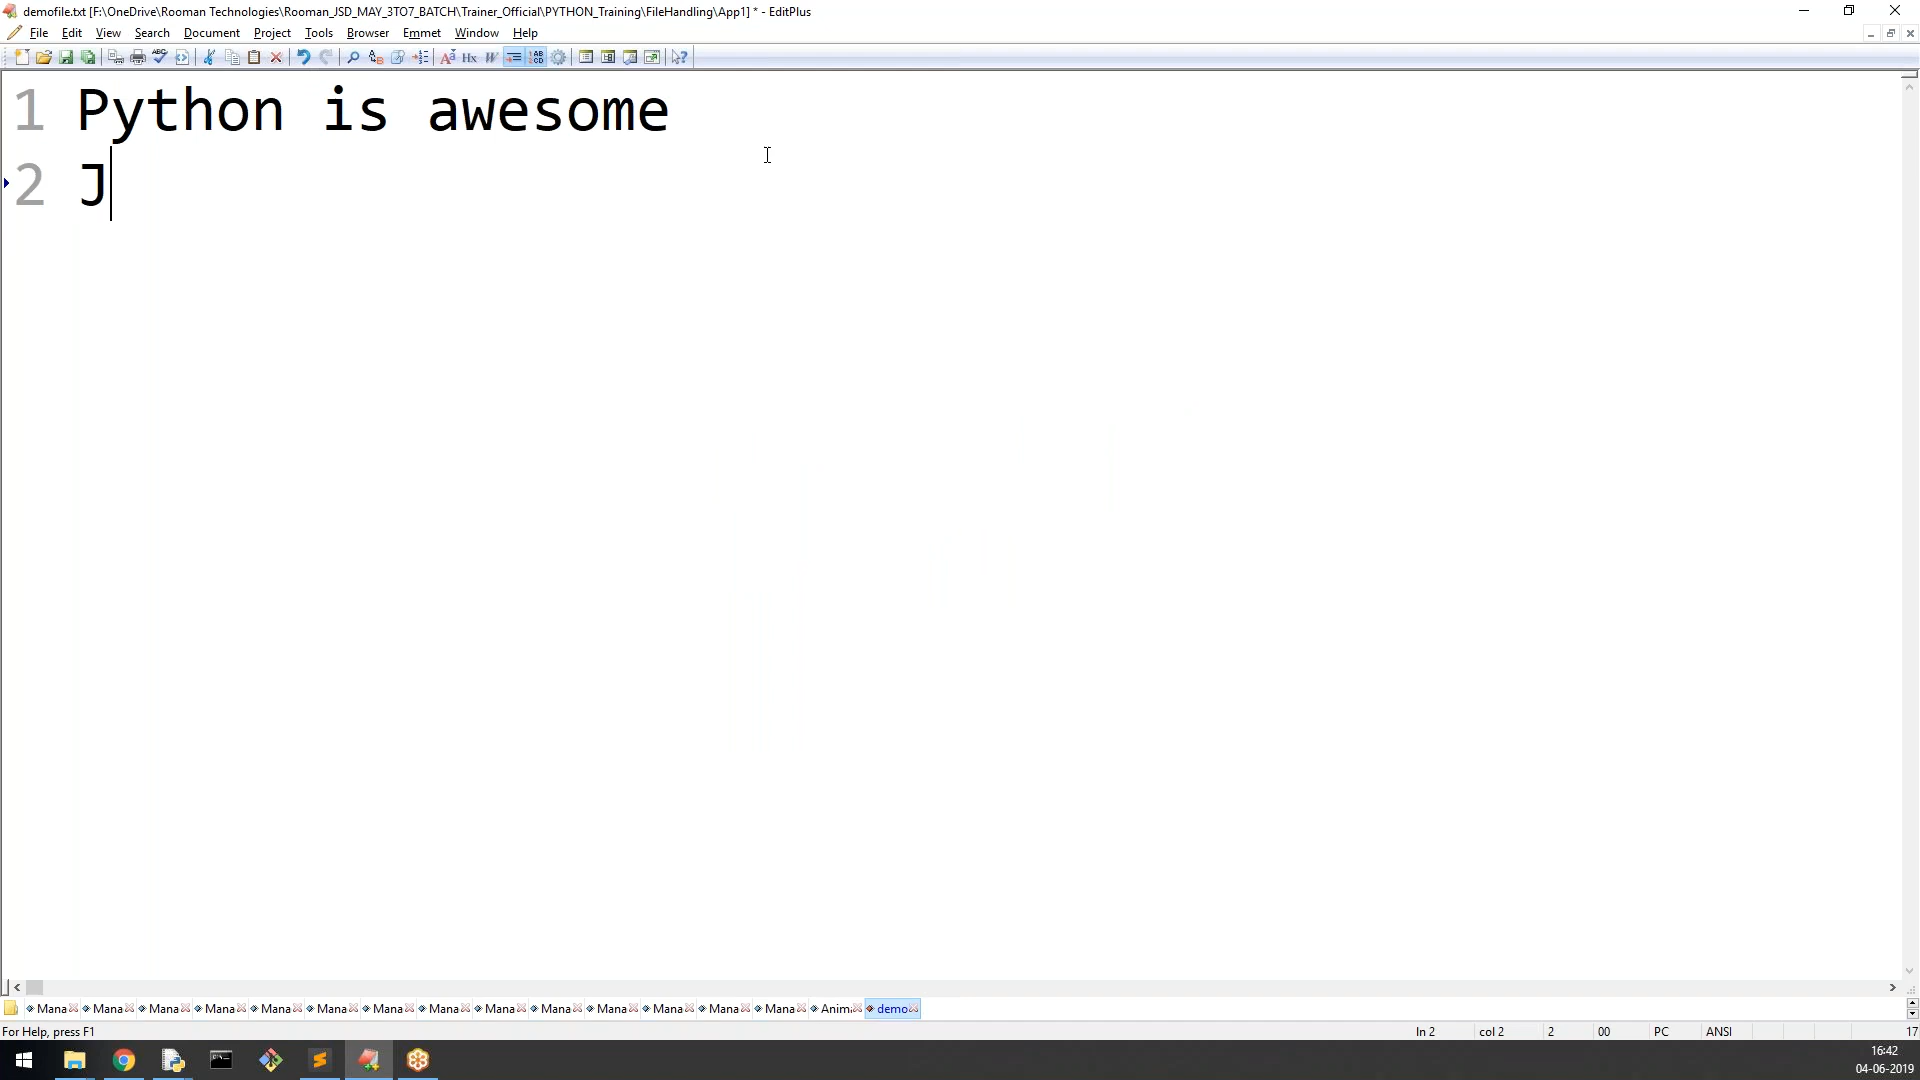 demofile.txt [F:\OneDrive\Rooman Technologies\Rooman_JSD_MAY_3TO7_BATCH\Trainer_Official\PYTHON_Training\FileHandling\App1] * - EditPlus
File Edit View Search Document Project Tools Browser Emmet Window Help
1 Python is awesome
2 J
Mana Mana Mana Mana Mana Mana Mana Mana Mana Mana Mana Mana Mana Mana Anim demo
For Help, press F1 ln 2 col 2 2 00 PC ANSI 17
16:42
04-06-2019